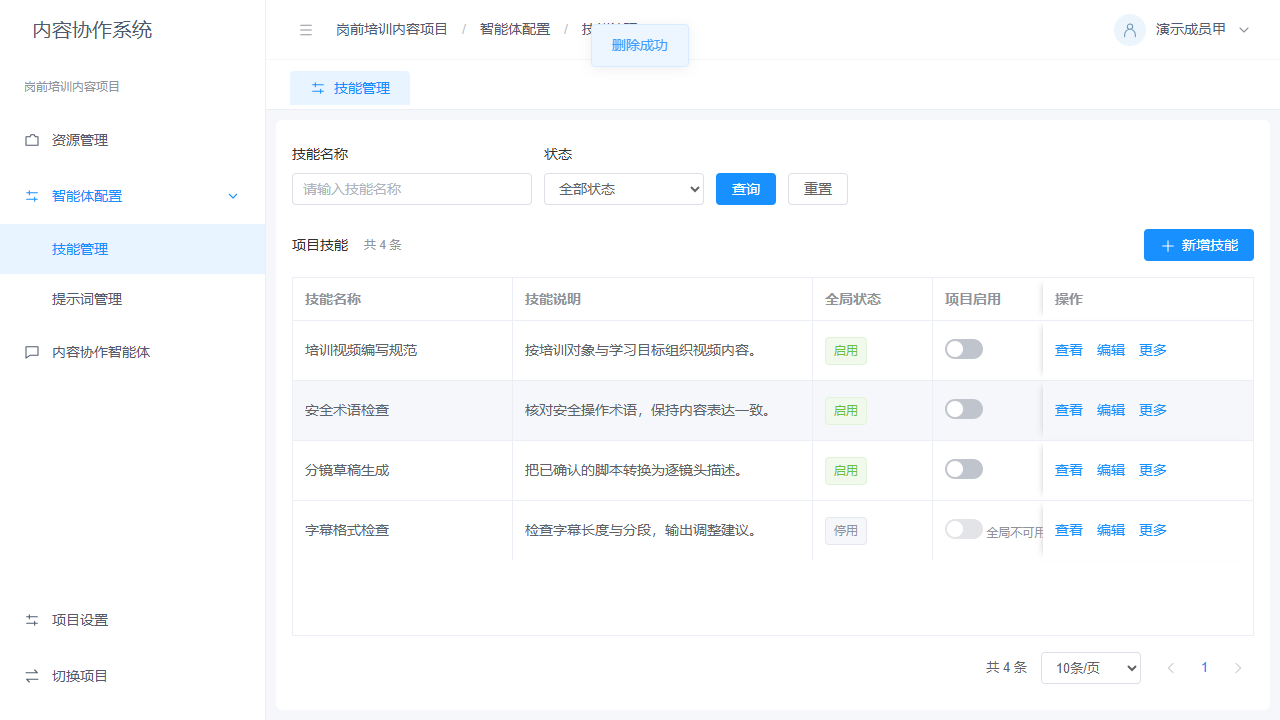 内容协作系统
岗前培训内容项目 / 智能体配置 /
删除成功
演示成员甲
岗前培训内容项目
技能管理
资源管理
智能体配置
技能管理
提示词管理
内容协作智能体
项目设置
切换项目
技能名称
状态
请输入技能名称
全部状态
查询
重置
项目技能 共 4 条
新增技能
技能名称 技能说明 全局状态 项目启用 操作
培训视频编写规范 按培训对象与学习目标组织视频内容。 启用 查看 编辑 更多
安全术语检查 核对安全操作术语，保持内容表达一致。 启用 查看 编辑 更多
分镜草稿生成 把已确认的脚本转换为逐镜头描述。 启用 查看 编辑 更多
字幕格式检查 检查字幕长度与分段，输出调整建议。 停用 全局不可用 查看 编辑 更多
共 4 条 10条/页 1